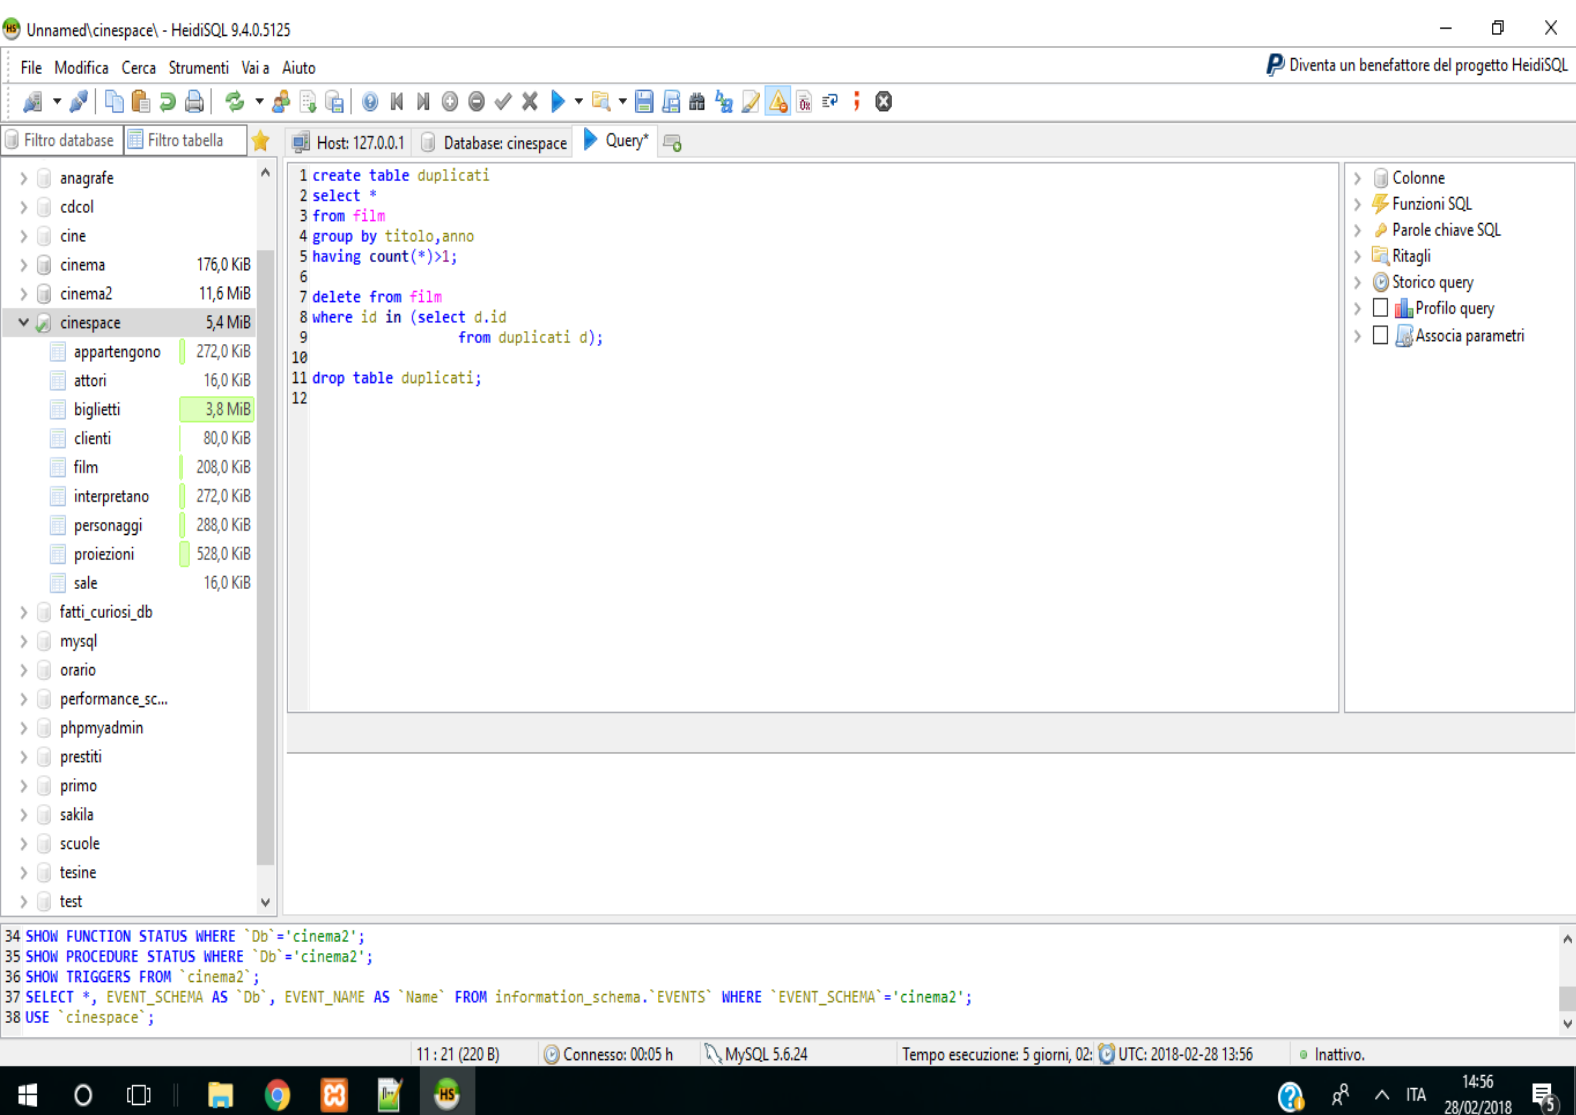 Unnamed\cinespace\ - HeidiSQL 9.4.0.5125
File Modifica Cerca Strumenti Vai a Aiuto
Diventa un benefattore del progetto HeidiSQL
Filtro database Filtro tabella
Host: 127.0.0.1 Database: cinespace Query*
anagrafe
cdcol
cine
cinema 176,0 KiB
cinema2 11,6 MiB
cinespace 5,4 MiB
appartengono 272,0 KiB
attori 16,0 KiB
biglietti 3,8 MiB
clienti 80,0 KiB
film 208,0 KiB
interpretano 272,0 KiB
personaggi 288,0 KiB
proiezioni 528,0 KiB
sale 16,0 KiB
fatti_curiosi_db
mysql
orario
performance_sc...
phpmyadmin
prestiti
primo
sakila
scuole
tesine
test
1 create table duplicati
2 select *
3 from film
4 group by titolo,anno
5 having count(*)>1;
6
7 delete from film
8 where id in (select d.id
9 from duplicati d);
10
11 drop table duplicati;
12
Colonne
Funzioni SQL
Parole chiave SQL
Ritagli
Storico query
Profilo query
Associa parametri
34 SHOW FUNCTION STATUS WHERE `Db`='cinema2';
35 SHOW PROCEDURE STATUS WHERE `Db`='cinema2';
36 SHOW TRIGGERS FROM `cinema2`;
37 SELECT *, EVENT_SCHEMA AS `Db`, EVENT_NAME AS `Name` FROM information_schema.`EVENTS` WHERE `EVENT_SCHEMA`='cinema2';
38 USE `cinespace`;
11 : 21 (220 B) Connesso: 00:05 h MySQL 5.6.24 Tempo esecuzione: 5 giorni, 02: UTC: 2018-02-28 13:56 Inattivo.
HS
ITA
14:56
28/02/2018
5